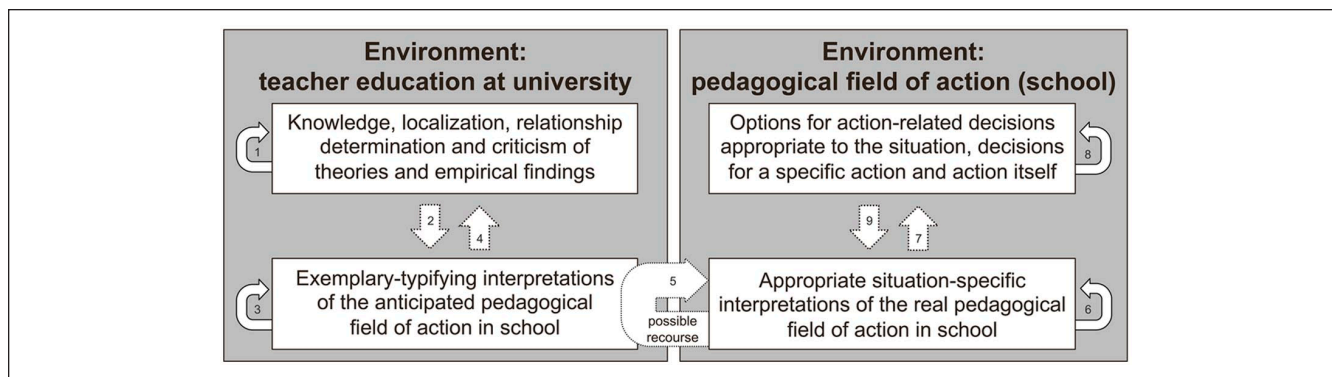 Environment:
teacher education at university
Knowledge, localization, relationship
determination and criticism of
theories and empirical findings
1
2
4
Exemplary-typifying interpretations
of the anticipated pedagogical
field of action in school
3
5
possible
recourse
Environment:
pedagogical field of action (school)
Options for action-related decisions
appropriate to the situation, decisions
for a specific action and action itself
8
9
7
Appropriate situation-specific
interpretations of the real pedagogical
field of action in school
6